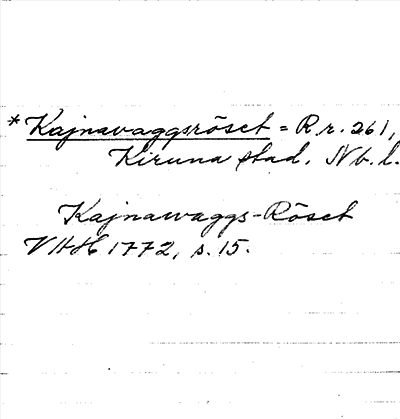 * Kajnavaggsröset = R.r. 261,
Kiruna stad. Nb. l.
Kajnawaggs-Röset
VHH 1772, s. 15.